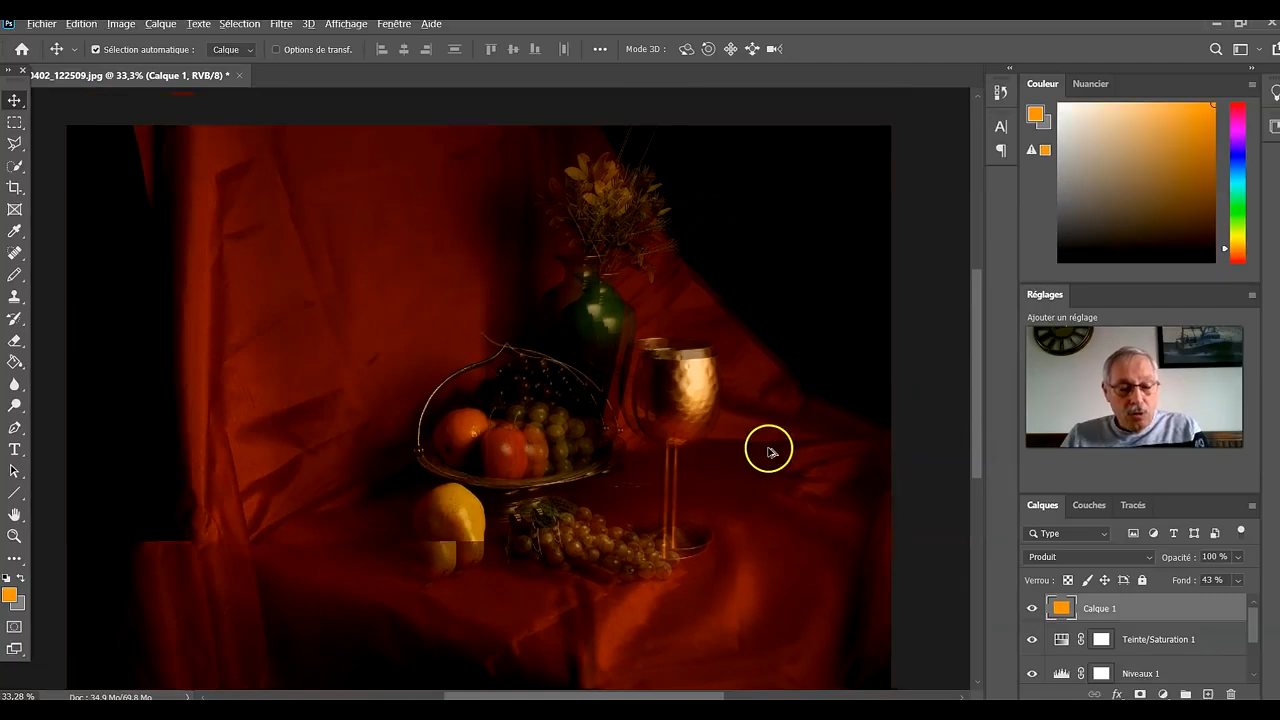 Ps Fichier Edition Image Calque Texte Sélection Filtre 3D Affichage Fenêtre Aide
Sélection automatique : Calque Options de transf. Mode 3D :
0402_122509.jpg @ 33,3% (Calque 1, RVB/8) *
Couleur Nuancier
Réglages
Ajouter un réglage
Calques Couches Tracés
Type
Produit Opacité : 100 %
Verrou : Fond : 43 %
Calque 1
Teinte/Saturation 1
Niveaux 1
33,28 % Doc : 34,9 Mo/69,8 Mo